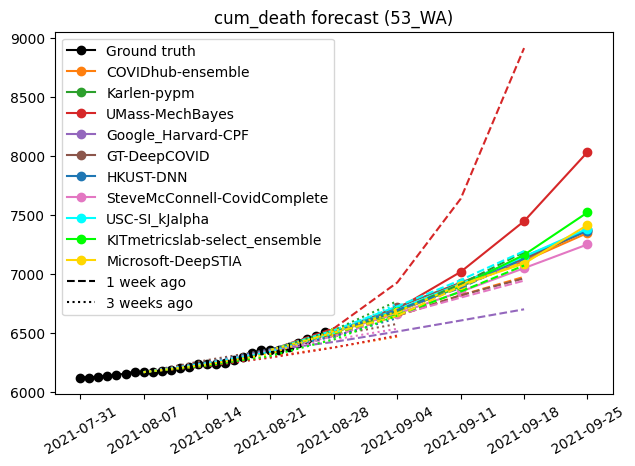 cum_death forecast (53_WA)
9000
8500
8000
7500
7000
6500
6000
Ground truth
COVIDhub-ensemble
Karlen-pypm
UMass-MechBayes
Google_Harvard-CPF
GT-DeepCOVID
HKUST-DNN
SteveMcConnell-CovidComplete
USC-SI_kJalpha
KITmetricslab-select_ensemble
Microsoft-DeepSTIA
1 week ago
3 weeks ago
2021-07-31
2021-08-07
2021-08-14
2021-08-21
2021-08-28
2021-09-04
2021-09-11
2021-09-18
2021-09-25